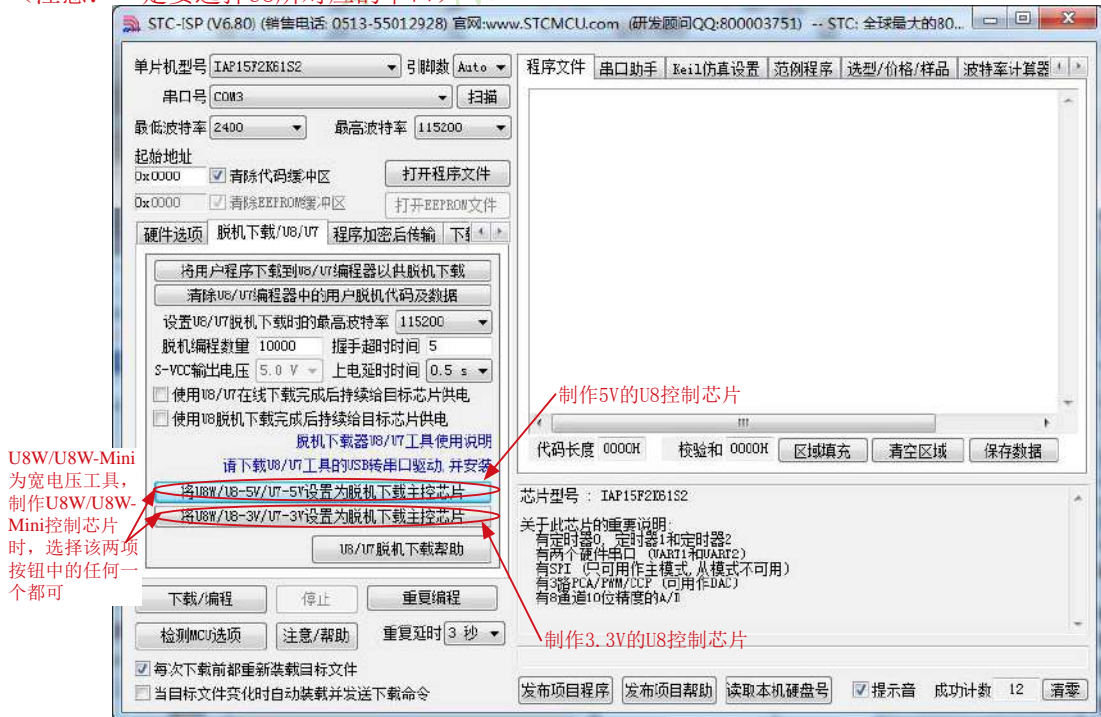 STC-ISP (V6.80) (销售电话: 0513-55012928) 官网:www.STCMCU.com (研发顾问QQ:800003751) -- STC: 全球最大的80...
单片机型号 IAP15F2K61S2 引脚数 Auto
串口号 COM3 扫描
最低波特率 2400 最高波特率 115200
起始地址
0x0000 清除代码缓冲区 打开程序文件
0x0000 清除EEPROM缓冲区 打开EEPROM文件
硬件选项 脱机下载/U8/U7 程序加密后传输
将用户程序下载到U8/U7编程器以供脱机下载
清除U8/U7编程器中的用户脱机代码及数据
设置U8/U7脱机下载时的最高波特率 115200
脱机编程数量 10000 握手超时时间 5
S-VCC输出电压 5.0 V 上电延时时间 0.5 s
使用U8/U7在线下载完成后持续给目标芯片供电
使用U8脱机下载完成后持续给目标芯片供电
脱机下载器U8/U7工具使用说明
请下载U8/U7工具的USB转串口驱动,并安装
将U8W/U8-5V/U7-5V设置为脱机下载主控芯片
将U8W/U8-3V/U7-3V设置为脱机下载主控芯片
U8/U7脱机下载帮助
下载/编程 停止 重复编程
检测MCU选项 注意/帮助 重复延时 3 秒
每次下载前都重新装载目标文件
当目标文件变化时自动装载并发送下载命令
程序文件 串口助手 Keil仿真设置 范例程序 选型/价格/样品 波特率计算器
代码长度 0000H 校验和 0000H 区域填充 清空区域 保存数据
芯片型号 : IAP15F2K61S2
关于此芯片的重要说明:
有定时器0、定时器1和定时器2
有两个硬件串口 (UART1和UART2)
有SPI (只可用作主模式,从模式不可用)
有3路PCA/PWM/CCP (可用作DAC)
有8通道10位精度的A/D
发布项目程序 发布项目帮助 读取本机硬盘号 提示音 成功计数 12 清零
制作5V的U8控制芯片
制作3.3V的U8控制芯片
U8W/U8W-Mini
为宽电压工具,
制作U8W/U8W-
Mini控制芯片
时,选择该两项
按钮中的任何一
个都可